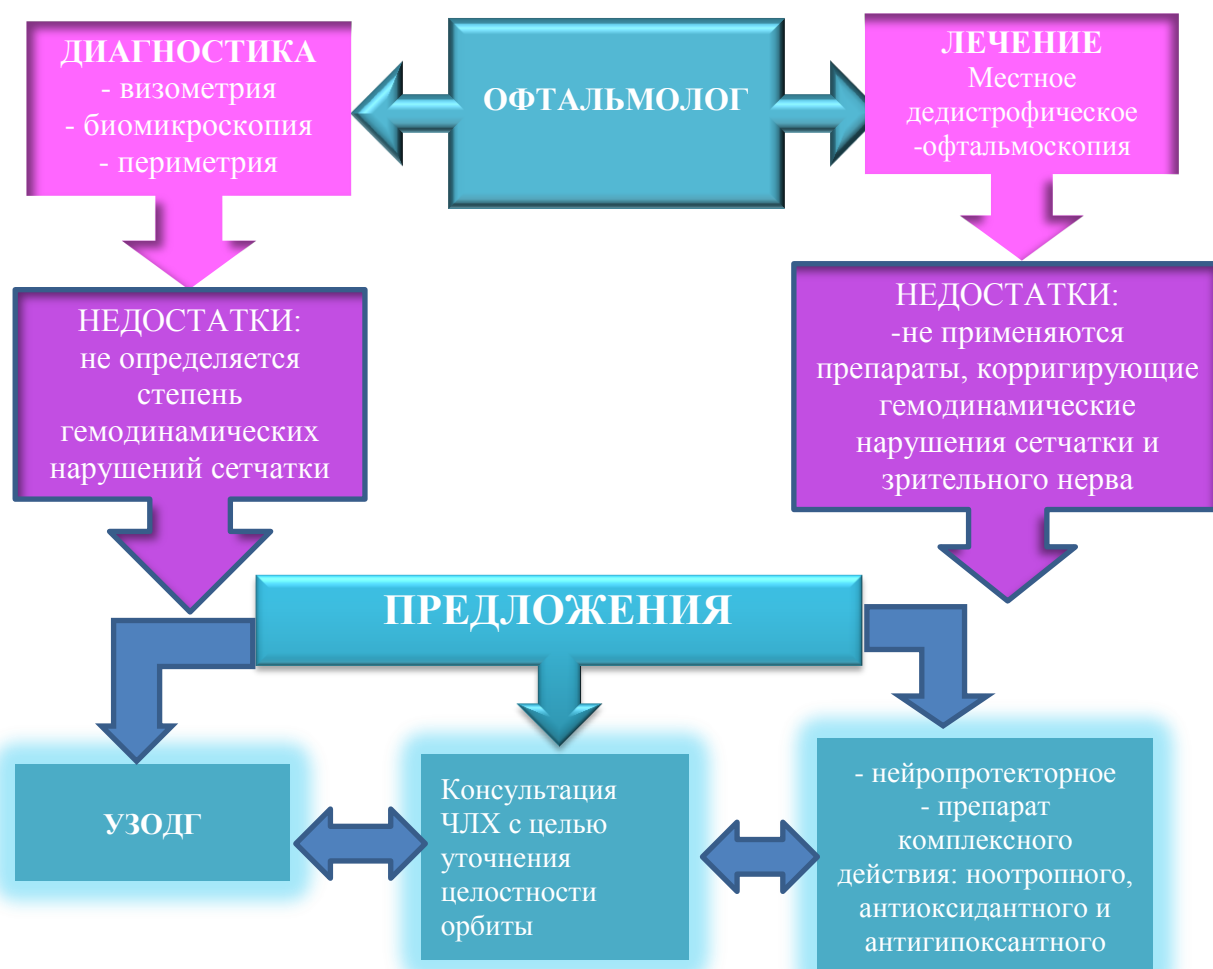 ДИАГНОСТИКА
- визометрия
- биомикроскопия
- периметрия
ОФТАЛЬМОЛОГ
ЛЕЧЕНИЕ
Местное
дедистрофическое
-офтальмоскопия
НЕДОСТАТКИ:
не определяется
степень
гемодинамических
нарушений сетчатки
НЕДОСТАТКИ:
-не применяются
препараты, корригирующие
гемодинамические
нарушения сетчатки и
зрительного нерва
ПРЕДЛОЖЕНИЯ
УЗОДГ
Консультация
ЧЛХ с целью
уточнения
целостности
орбиты
- нейропротекторное
- препарат
комплексного
действия: ноотропного,
антиоксидантного и
антигипоксантного